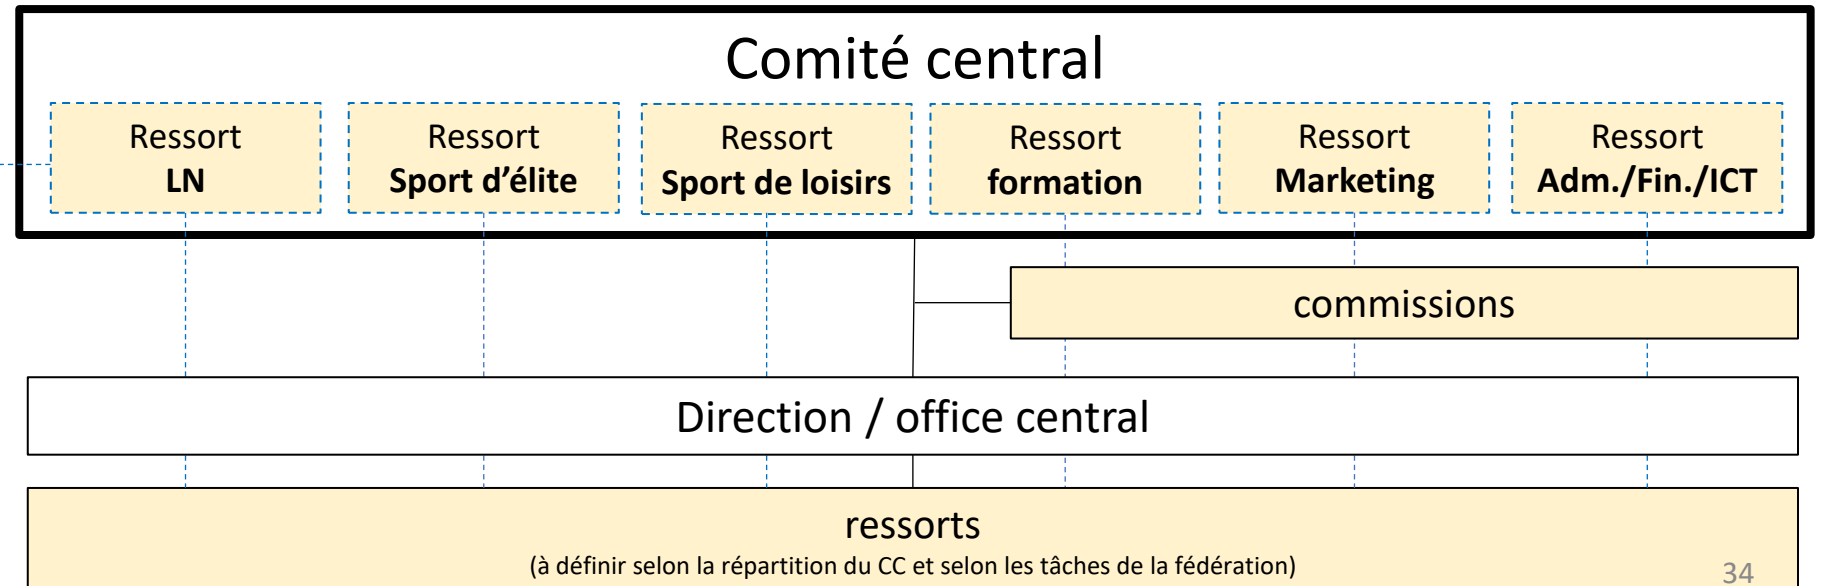 Comité central
Ressort
LN
Ressort
Sport d’élite
Ressort
Sport de loisirs
Ressort
formation
Ressort
Marketing
Ressort
Adm./Fin./ICT
commissions
Direction / office central
ressorts
(à définir selon la répartition du CC et selon les tâches de la fédération)
34